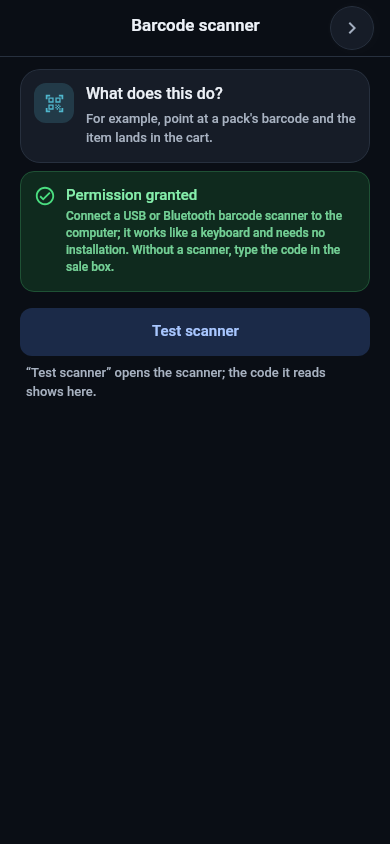 Barcode scanner
What does this do?
For example, point at a pack's barcode and the
item lands in the cart.
Permission granted
Connect a USB or Bluetooth barcode scanner to the
computer; it works like a keyboard and needs no
installation. Without a scanner, type the code in the
sale box.
Test scanner
“Test scanner” opens the scanner; the code it reads
shows here.